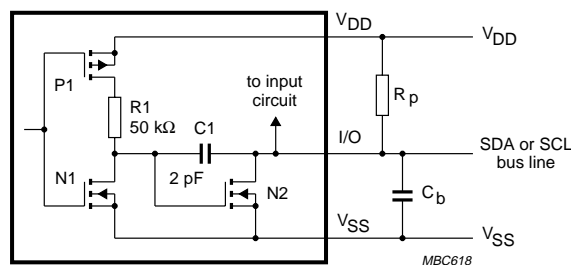 VDD
VDD
P1
to input
circuit
R1
50 kΩ
C1
Rp
I/O
SDA or SCL
bus line
N1
2 pF
N2
Cb
VSS
VSS
MBC618